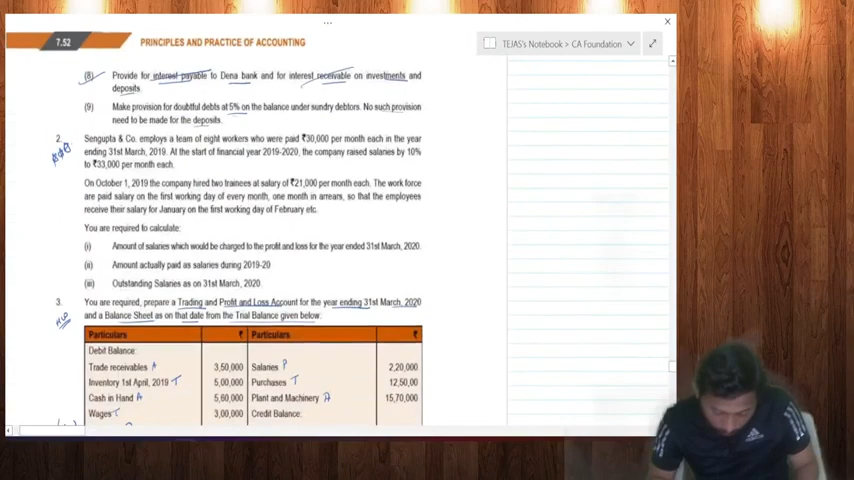 7.52 PRINCIPLES AND PRACTICE OF ACCOUNTING
TEJAS's Notebook > CA Foundation
(8) Provide for interest payable to Dena bank and for interest receivable on investments and
deposits.
(9) Make provision for doubtful debts at 5% on the balance under sundry debtors. No such provision
need to be made for the deposits.
2. Sengupta & Co. employs a team of eight workers who were paid ₹30,000 per month each in the year
ending 31st March, 2019. At the start of financial year 2019-2020, the company raised salaries by 10%
to ₹33,000 per month each.
On October 1, 2019 the company hired two trainees at salary of ₹21,000 per month each. The work force
are paid salary on the first working day of every month, one month in arrears, so that the employees
receive their salary for January on the first working day of February etc.
You are required to calculate:
(i) Amount of salaries which would be charged to the profit and loss for the year ended 31st March, 2020.
(ii) Amount actually paid as salaries during 2019-20
(iii) Outstanding Salaries as on 31st March, 2020.
3. You are required, prepare a Trading and Profit and Loss Account for the year ending 31st March, 2020
and a Balance Sheet as on that date from the Trial Balance given below:
HW
Particulars ₹ Particulars ₹
Debit Balance:
Trade receivables A 3,50,000 Salaries P 2,20,000
Inventory 1st April, 2019 T 5,00,000 Purchases T 12,50,00
Cash in Hand A 5,60,000 Plant and Machinery A 15,70,000
Wages T 3,00,000 Credit Balance:
adidas